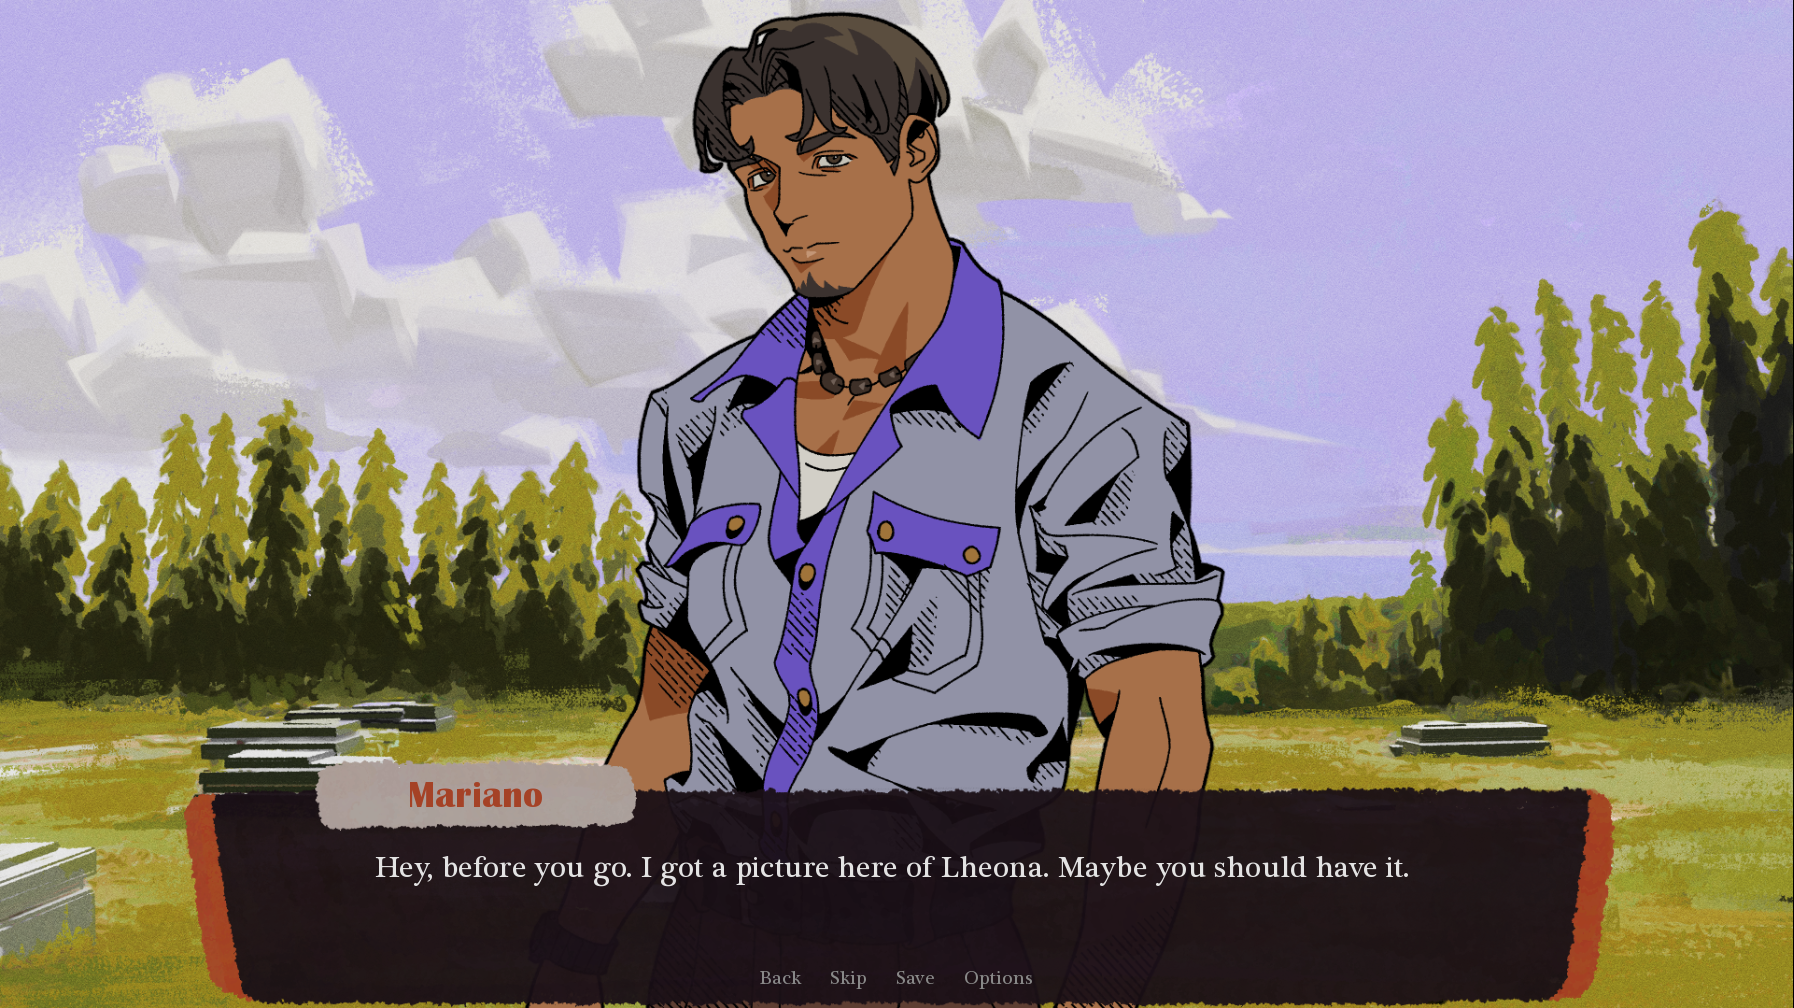 Mariano
Hey, before you go. I got a picture here of Lheona. Maybe you should have it.
Back Skip Save Options